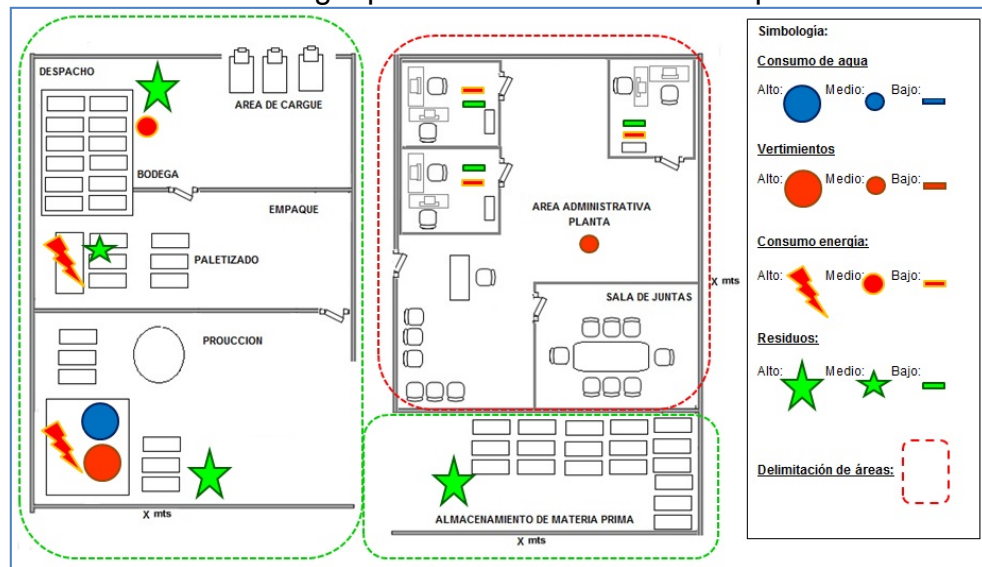 DESPACHO
AREA DE CARGUE
BODEGA
EMPAQUE
PALETIZADO
PROUCCION
X mts
AREA ADMINISTRATIVA
PLANTA
X mts
SALA DE JUNTAS
ALMACENAMIENTO DE MATERIA PRIMA
X mts
Simbología:
Consumo de agua
Alto: Medio: Bajo:
Vertimientos
Alto: Medio: Bajo:
Consumo energía:
Alto: Medio: Bajo:
Residuos:
Alto: Medio: Bajo:
Delimitación de áreas: